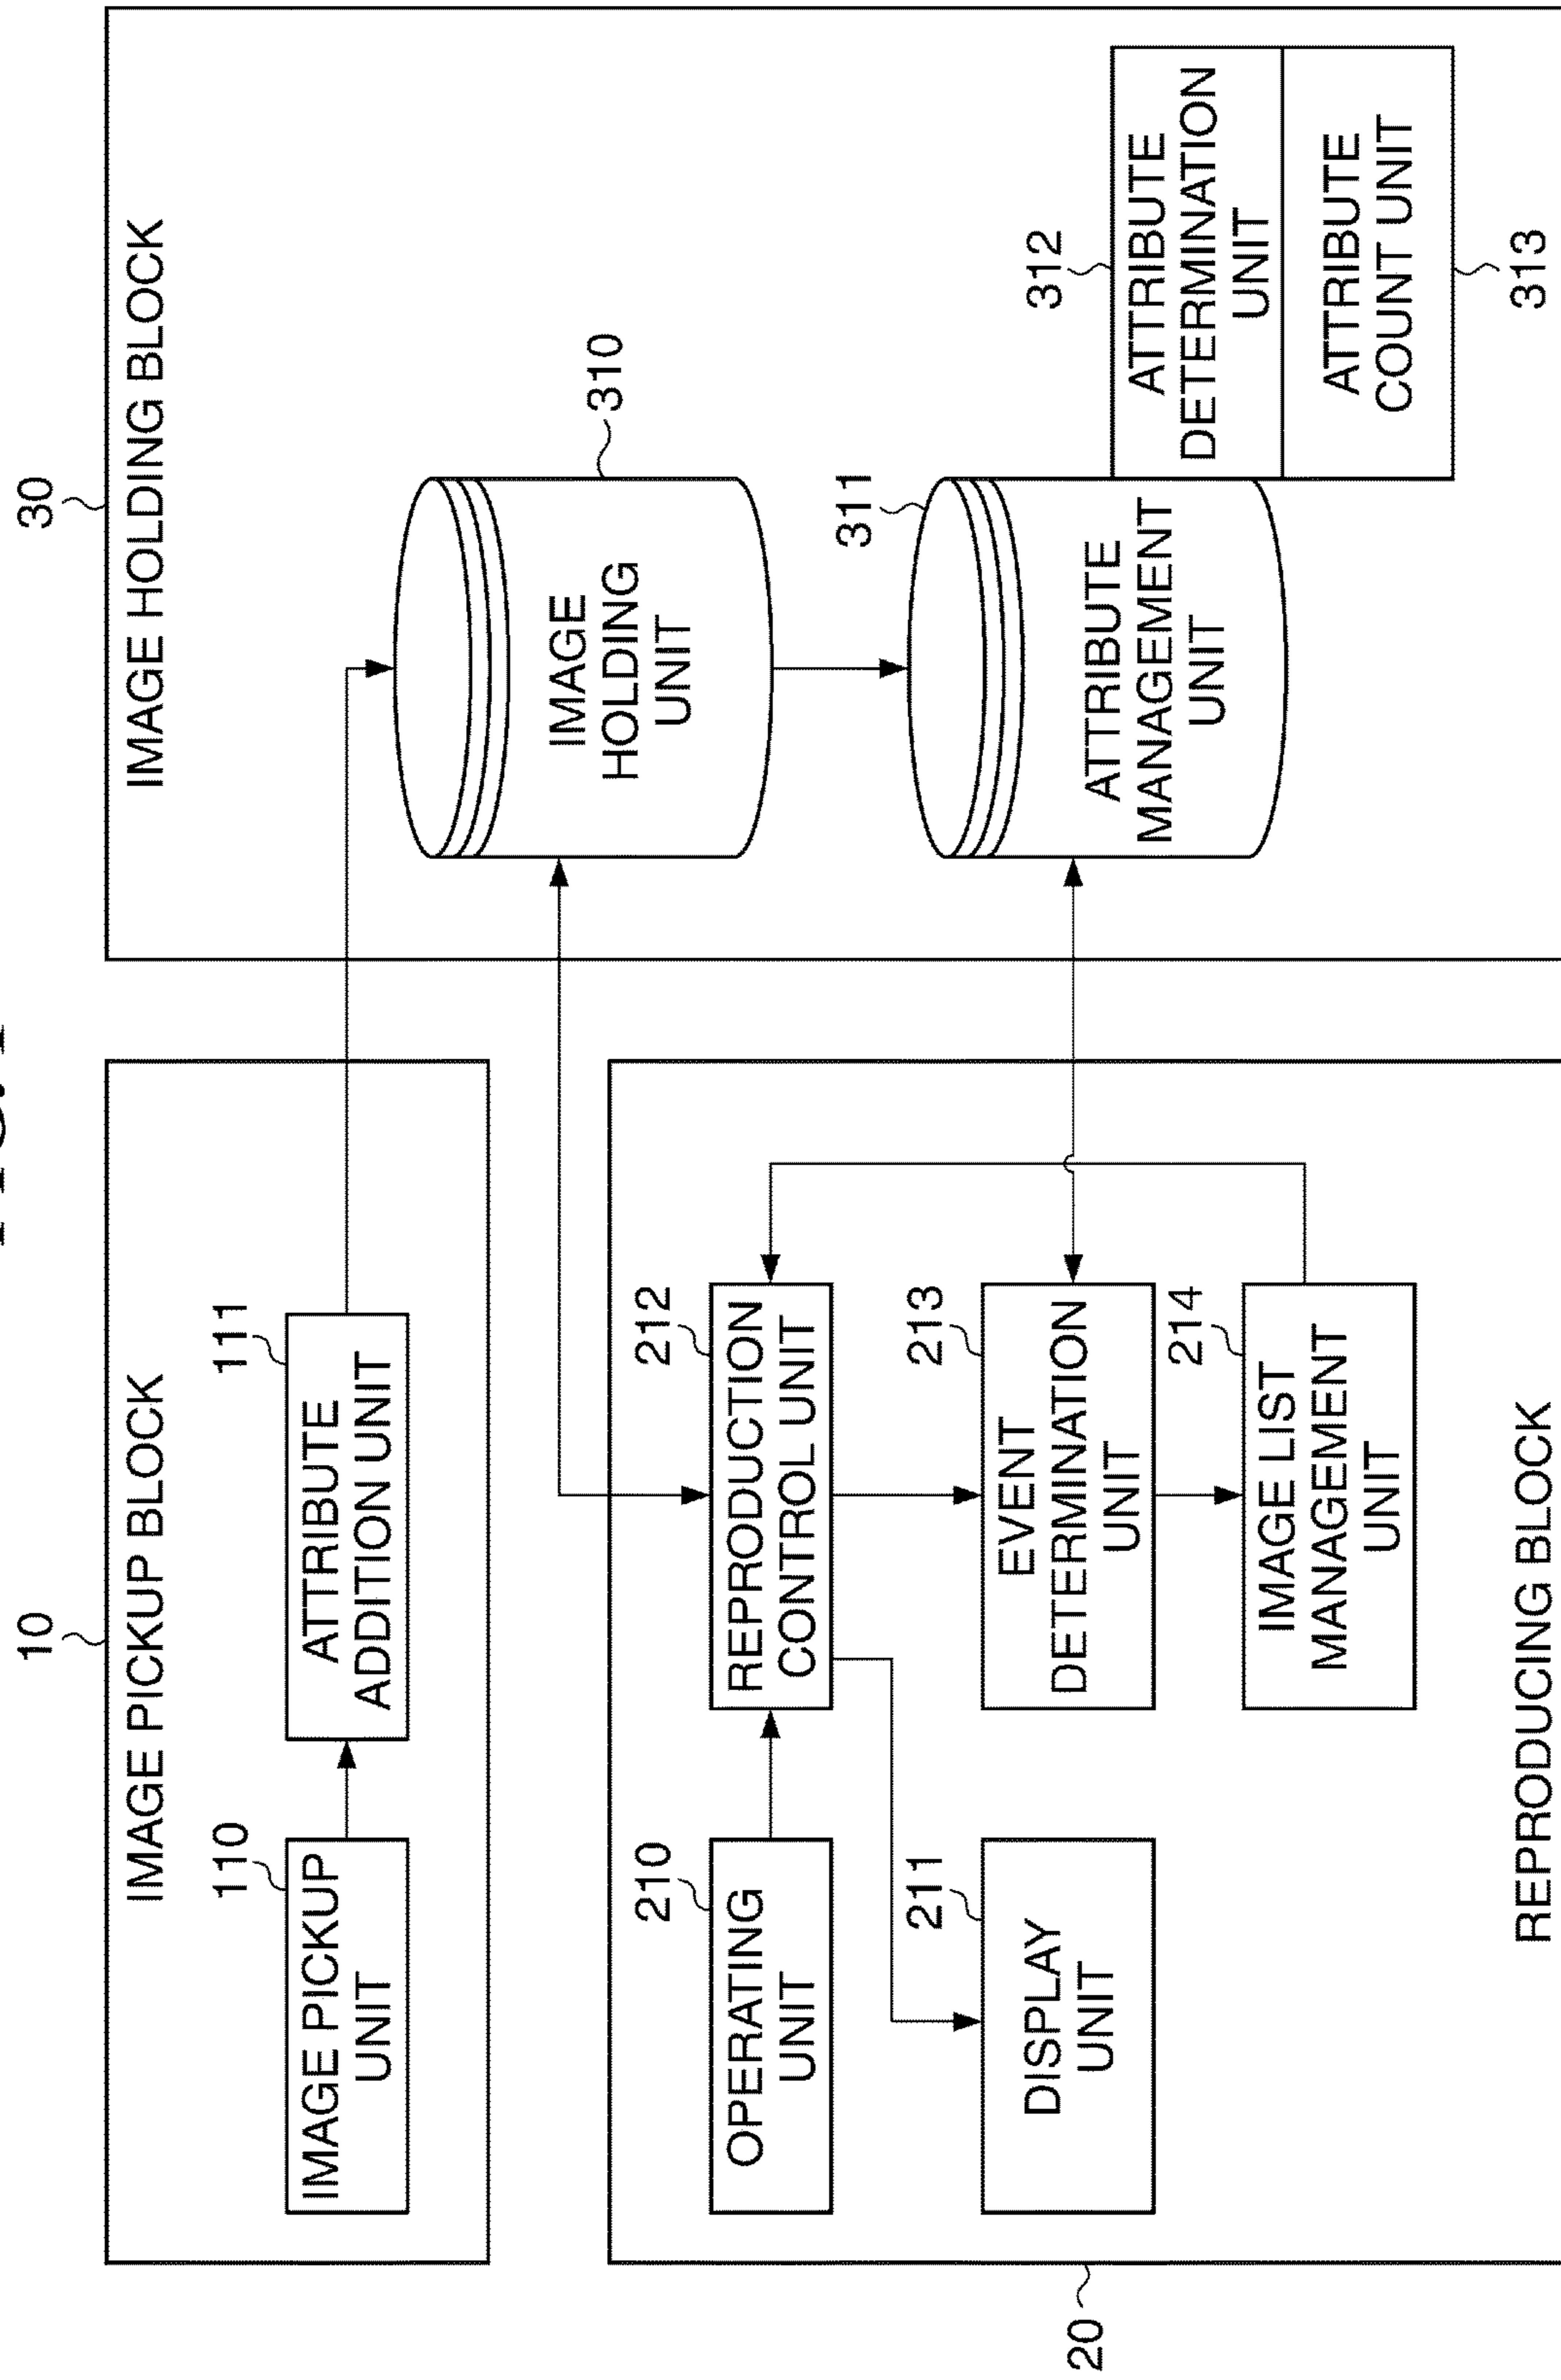 10
IMAGE PICKUP BLOCK
110
IMAGE PICKUP
UNIT
111
ATTRIBUTE
ADDITION UNIT
30
IMAGE HOLDING BLOCK
310
IMAGE
HOLDING
UNIT
311
ATTRIBUTE
MANAGEMENT
UNIT
312
ATTRIBUTE
DETERMINATION
UNIT
ATTRIBUTE
COUNT UNIT
313
20
210
OPERATING
UNIT
211
DISPLAY
UNIT
212
REPRODUCTION
CONTROL UNIT
213
EVENT
DETERMINATION
UNIT
214
IMAGE LIST
MANAGEMENT
UNIT
REPRODUCING BLOCK